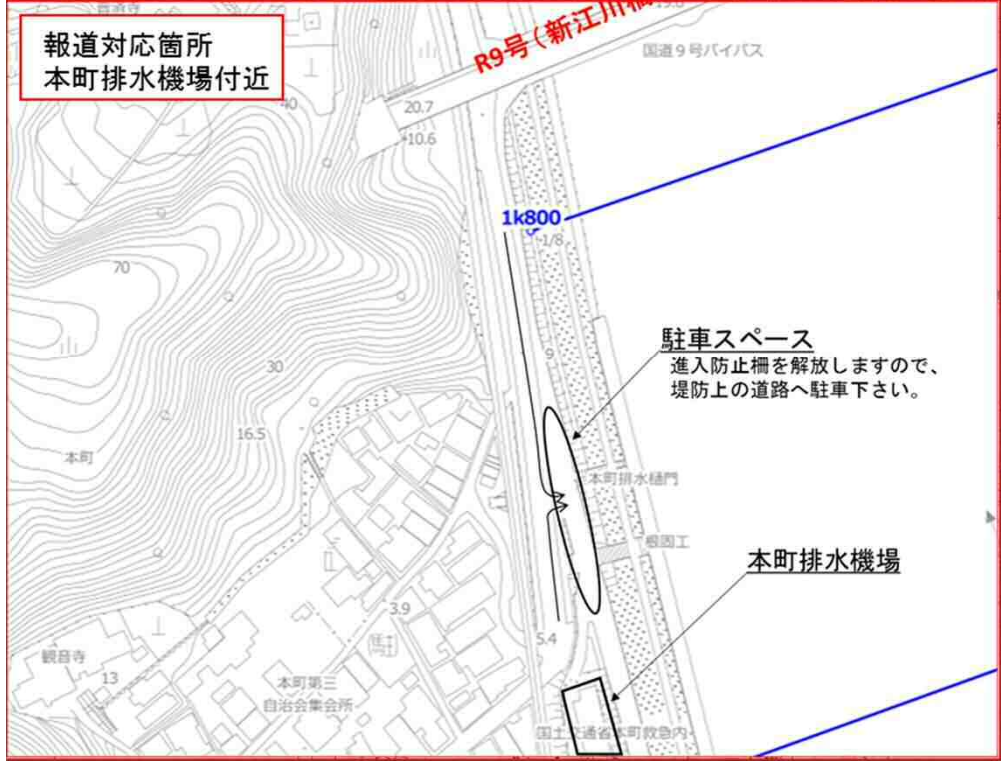 報道対応箇所
本町排水機場付近
R9号(新江川橋
国道9号バイパス
20.7
10.6
40
1k800
70
9
30
駐車スペース
進入防止柵を解放しますので、
堤防上の道路へ駐車下さい。
16.5
本町
本町排水樋門
根固工
本町排水機場
3.9
5.4
観音寺
13
本町第三
自治会集会所
国土交通省本町救急内